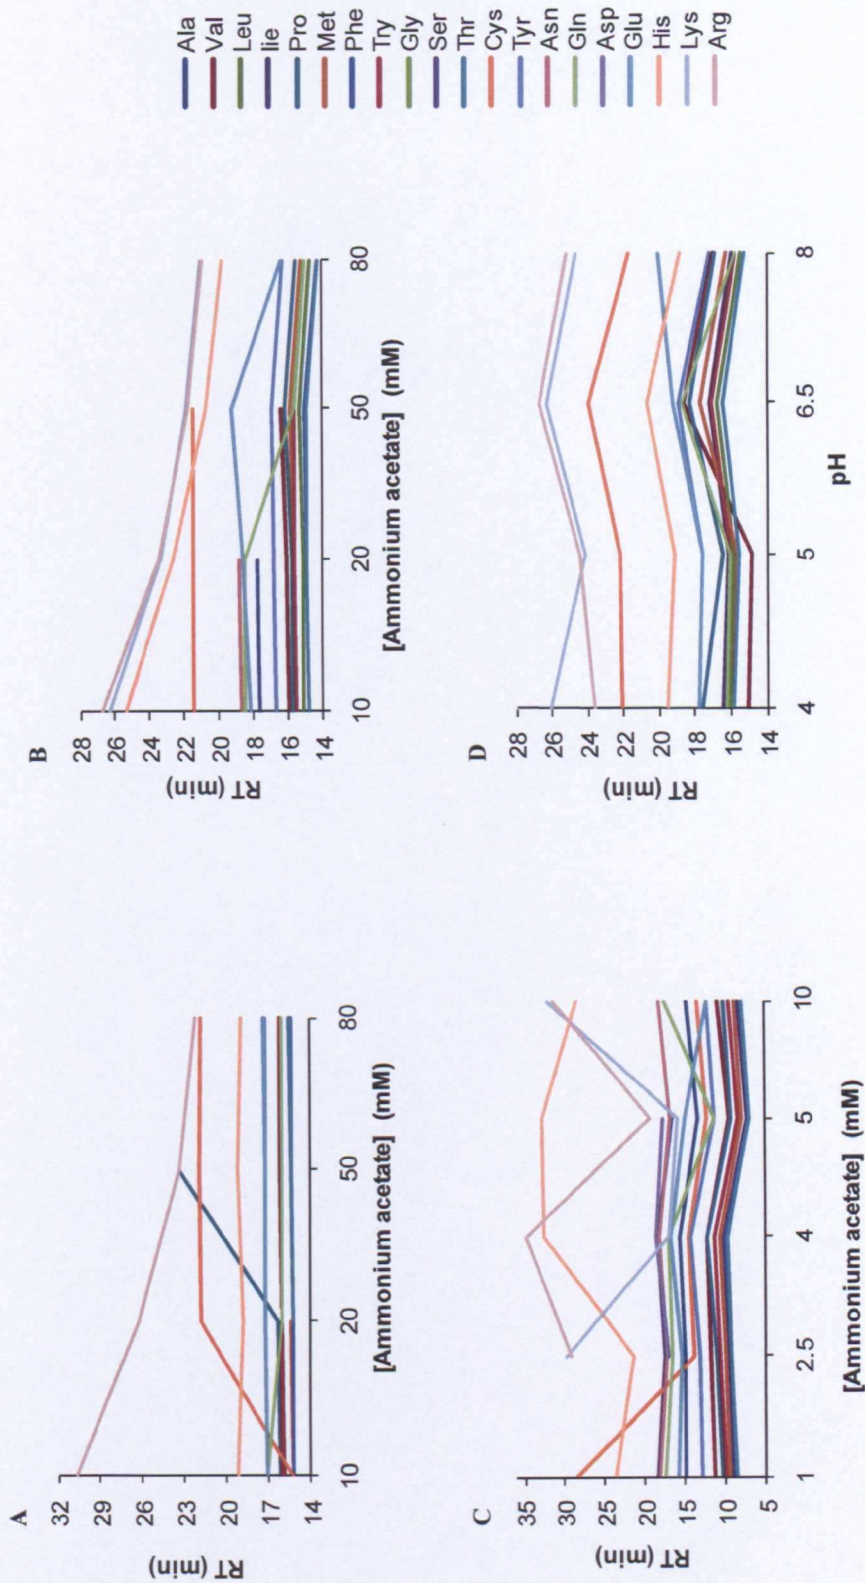 A
RT (min)
32
29
26
23
20
17
14
10
20
50
80
[Ammonium acetate] (mM)
B
RT (min)
28
26
24
22
20
18
16
14
10
20
50
80
[Ammonium acetate] (mM)
C
RT (min)
35
30
25
20
15
10
5
1
2.5
4
5
10
[Ammonium acetate] (mM)
D
RT (min)
28
26
24
22
20
18
16
14
4
5
6.5
8
pH
Ala
Val
Leu
Iie
Pro
Met
Phe
Try
Gly
Ser
Thr
Cys
Tyr
Asn
Gln
Asp
Glu
His
Lys
Arg